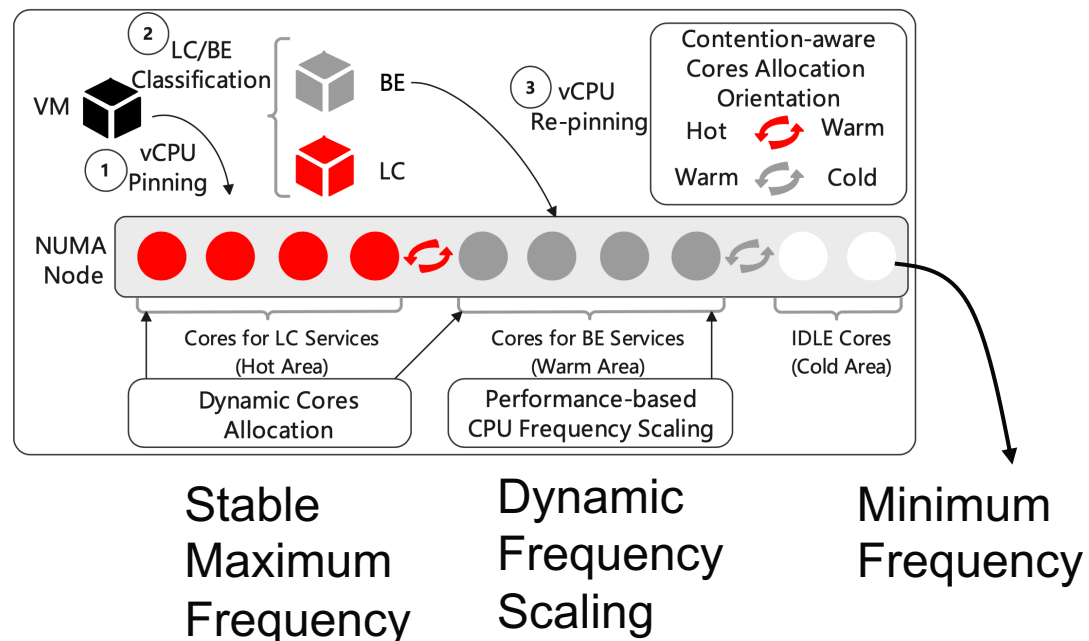 2
LC/BE
Classification
VM
1
vCPU
Pinning
BE
LC
3
vCPU
Re-pinning
Contention-aware
Cores Allocation
Orientation
Hot Warm
Warm Cold
NUMA
Node
Cores for LC Services
(Hot Area)
Cores for BE Services
(Warm Area)
IDLE Cores
(Cold Area)
Dynamic Cores
Allocation
Performance-based
CPU Frequency Scaling
Stable
Maximum
Frequency
Dynamic
Frequency
Scaling
Minimum
Frequency